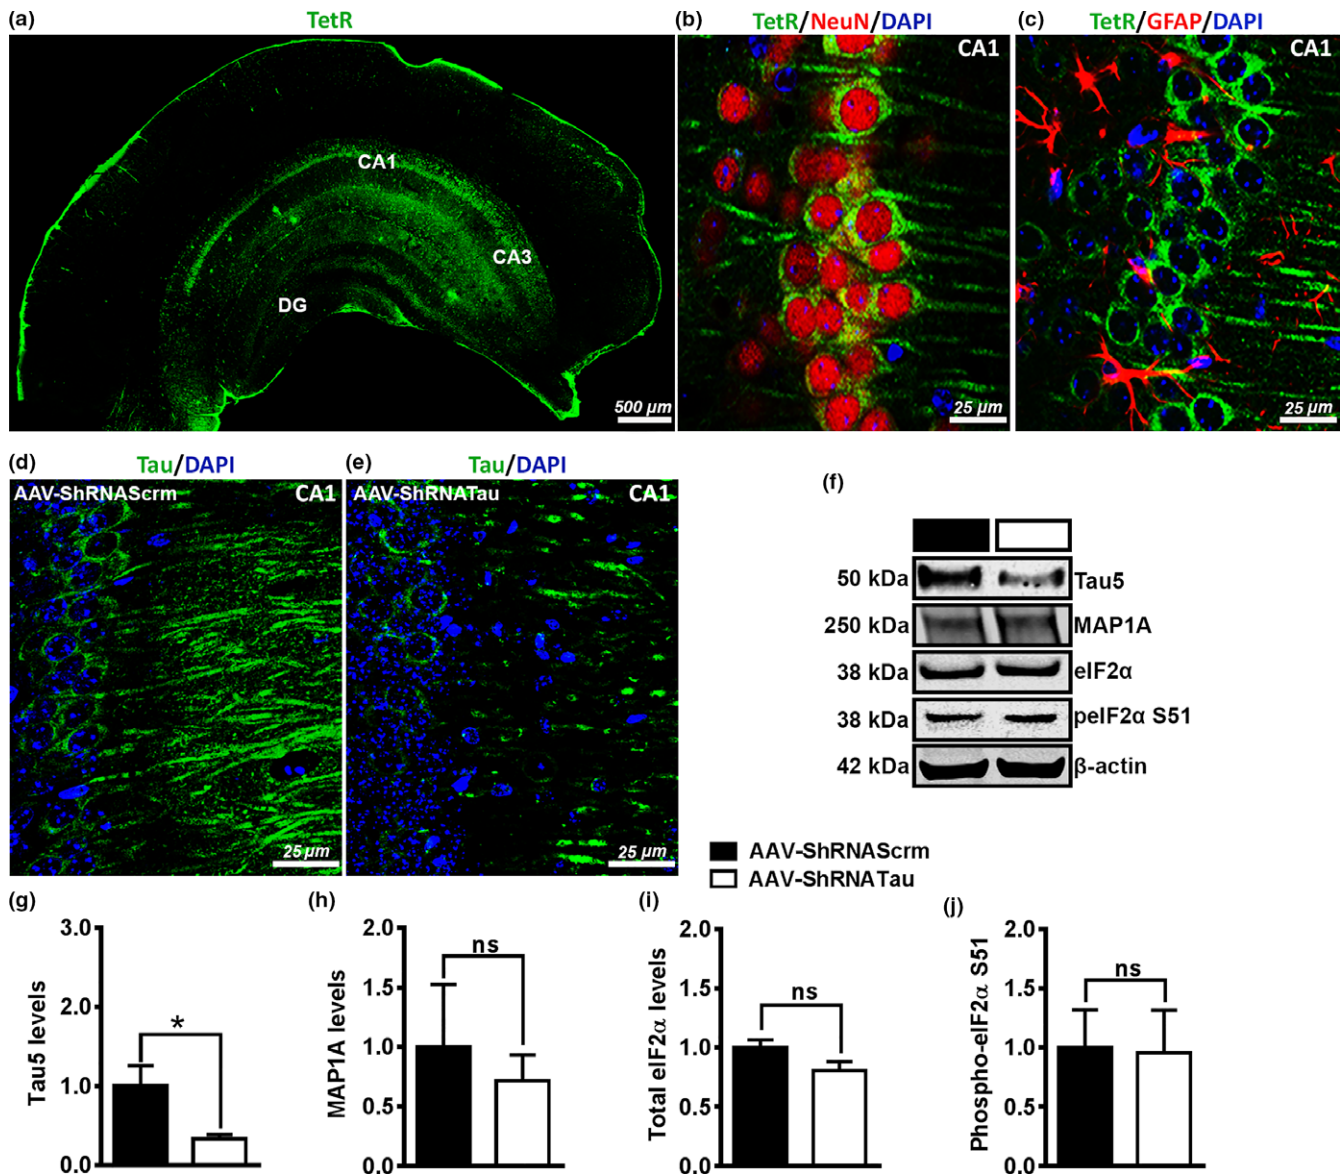 (a) TetR
CA1
CA3
DG
500 µm
(b) TetR/NeuN/DAPI
CA1
25 µm
(c) TetR/GFAP/DAPI
CA1
25 µm
(d) Tau/DAPI
AAV-ShRNAScrm CA1
25 µm
(e) Tau/DAPI
AAV-ShRNATau CA1
25 µm
(f)
50 kDa Tau5
250 kDa MAP1A
38 kDa eIF2α
38 kDa peIF2α S51
42 kDa β-actin
AAV-ShRNAScrm
AAV-ShRNATau
(g)
Tau5 levels
3.0
2.0
1.0
0.0
*
(h)
MAP1A levels
2.0
1.5
1.0
0.5
0.0
ns
(i)
Total eIF2α levels
2.0
1.5
1.0
0.5
0.0
ns
(j)
Phospho-eIF2α S51
2.0
1.5
1.0
0.5
0.0
ns